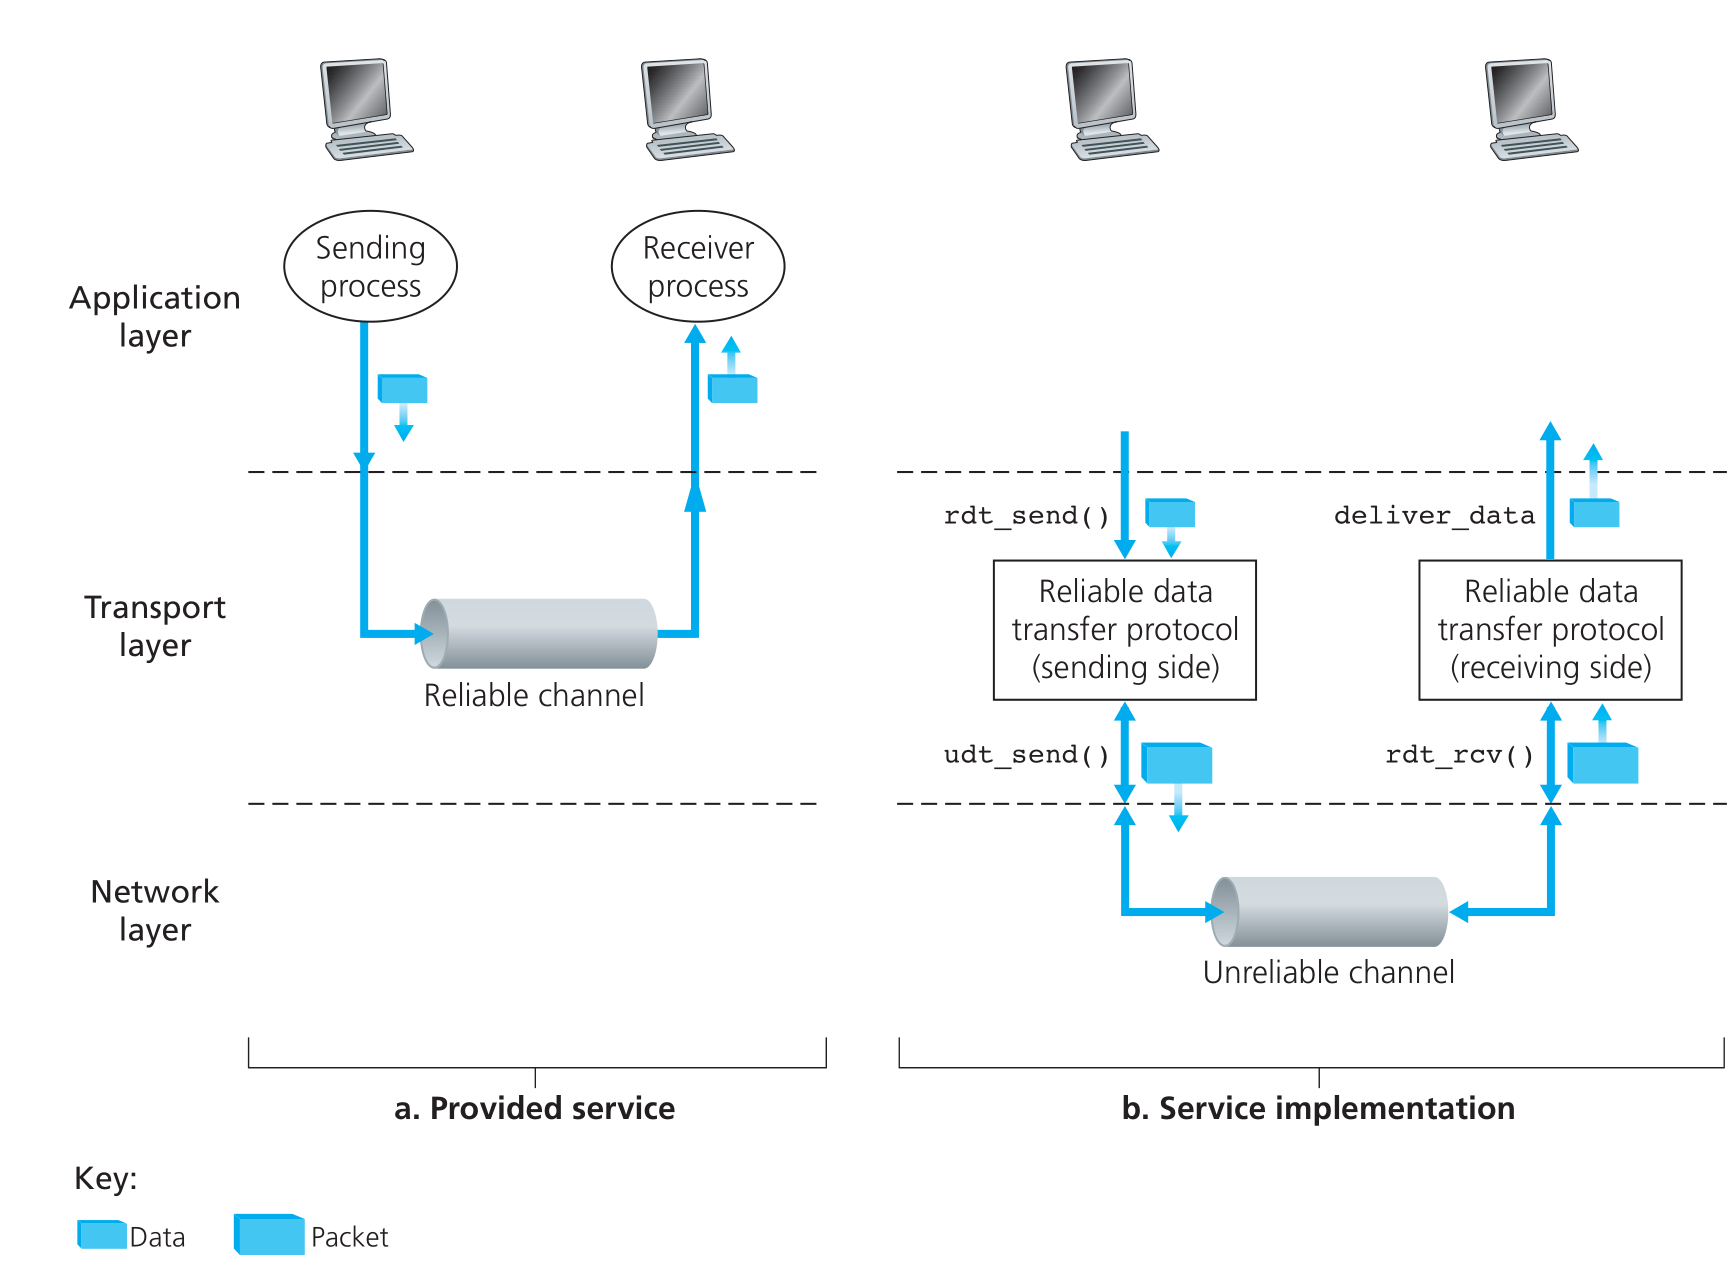 Sending
process
Receiver
process
Application
layer
rdt_send()
deliver_data
Reliable data
transfer protocol
(sending side)
Reliable data
transfer protocol
(receiving side)
Transport
layer
Reliable channel
udt_send()
rdt_rcv()
Network
layer
Unreliable channel
a. Provided service
b. Service implementation
Key:
Data
Packet